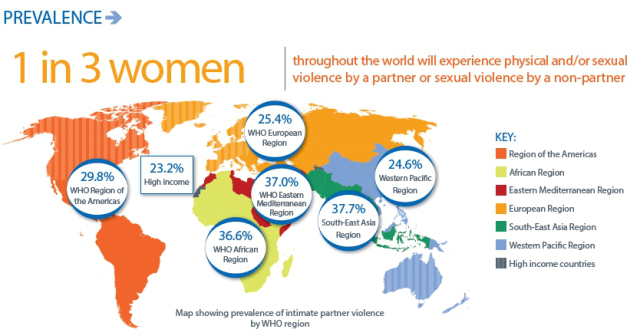 PREVALENCE
1 in 3 women
throughout the world will experience physical and/or sexual
violence by a partner or sexual violence by a non-partner
25.4%
WHO European
Region
29.8%
WHO Region of
the Americas
23.2%
High income
37.0%
WHO Eastern
Mediterranean
Region
24.6%
Western Pacific
Region
37.7%
South-East Asia
Region
36.6%
WHO African
Region
KEY:
Region of the Americas
African Region
Eastern Mediterranean Region
European Region
South-East Asia Region
Western Pacific Region
High income countries
Map showing prevalence of intimate partner violence
by WHO region